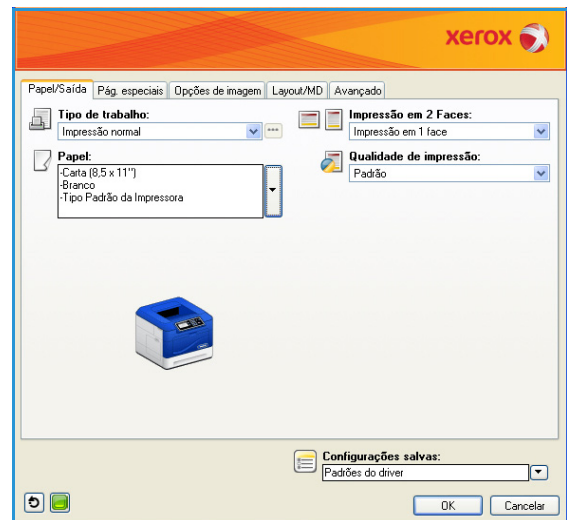 xerox
Papel/Saída Pág. especiais Opções de imagem Layout/MD Avançado
Tipo de trabalho:
Impressão normal
Impressão em 2 Faces:
Impressão em 1 face
Papel:
-Carta (8,5 x 11")
-Branco
-Tipo Padrão da Impressora
Qualidade de impressão:
Padrão
Configurações salvas:
Padrões do driver
OK Cancelar